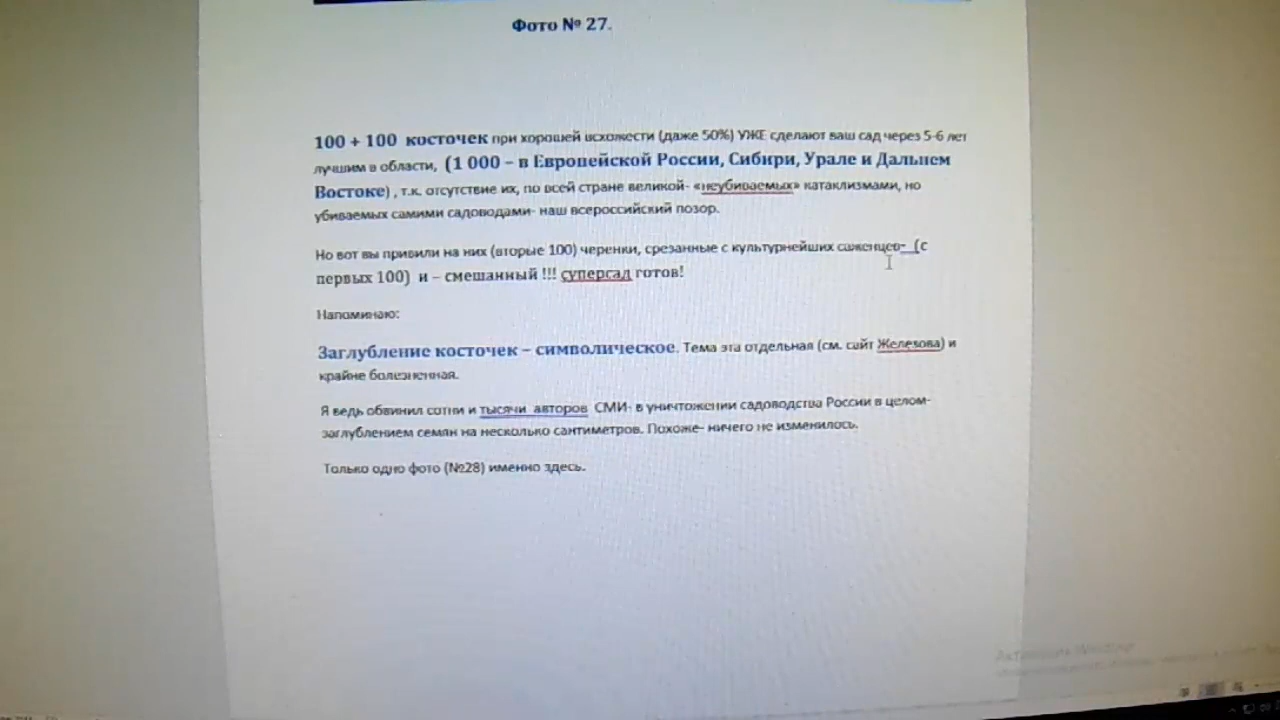 Фото № 27.
100 + 100 косточек при хорошей всхожести (даже 50%) УЖЕ сделают ваш сад через 5-6 лет
лучшим в области, (1 000 – в Европейской России, Сибири, Урале и Дальнем
Востоке) , т.к. отсутствие их, по всей стране великой- «неубиваемых» катаклизмами, но
убиваемых самими садоводами- наш всероссийский позор.
Но вот вы привили на них (вторые 100) черенки, срезанные с культурнейших саженцев- (с
первых 100) и – смешанный !!! суперсад готов!
Напоминаю:
Заглубление косточек – символическое. Тема эта отдельная (см. сайт Железова) и
крайне болезненная.
Я ведь обвинил сотни и тысячи авторов СМИ- в уничтожении садоводства России в целом-
заглублением семян на несколько сантиметров. Похоже- ничего не изменилось.
Только одно фото (№28) именно здесь.